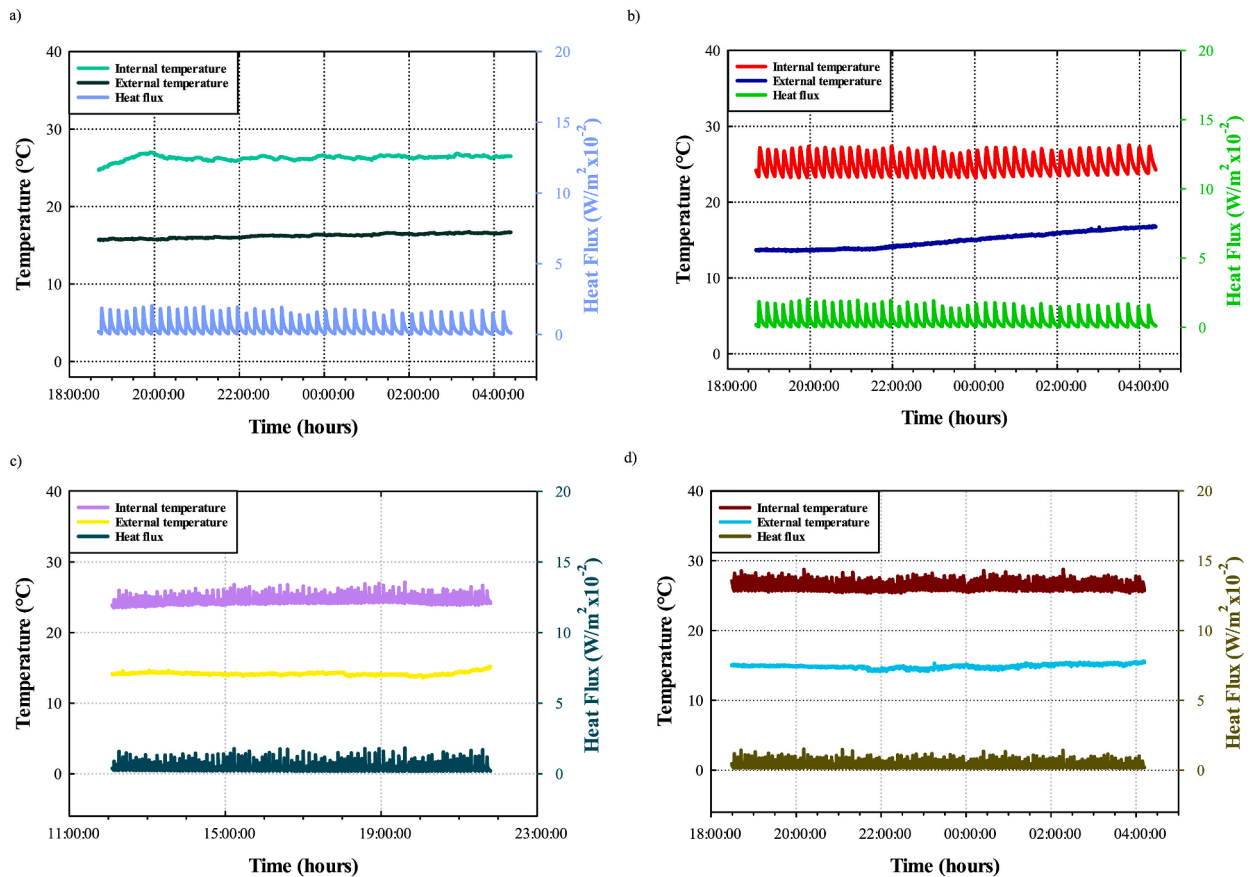 a)
Internal temperature
External temperature
Heat flux
40
30
20
10
0
Temperature (°C)
20
15
10
5
0
Heat Flux (W/m² x10⁻²)
18:00:00 20:00:00 22:00:00 00:00:00 02:00:00 04:00:00
Time (hours)
b)
Internal temperature
External temperature
Heat flux
40
30
20
10
0
Temperature (°C)
20
15
10
5
0
Heat Flux (W/m² x10⁻²)
18:00:00 20:00:00 22:00:00 00:00:00 02:00:00 04:00:00
Time (hours)
c)
Internal temperature
External temperature
Heat flux
40
30
20
10
0
Temperature (°C)
20
15
10
5
0
Heat Flux (W/m² x10⁻²)
11:00:00 15:00:00 19:00:00 23:00:00
Time (hours)
d)
Internal temperature
External temperature
Heat flux
40
30
20
10
0
Temperature (°C)
20
15
10
5
0
Heat Flux (W/m² x10⁻²)
18:00:00 20:00:00 22:00:00 00:00:00 02:00:00 04:00:00
Time (hours)